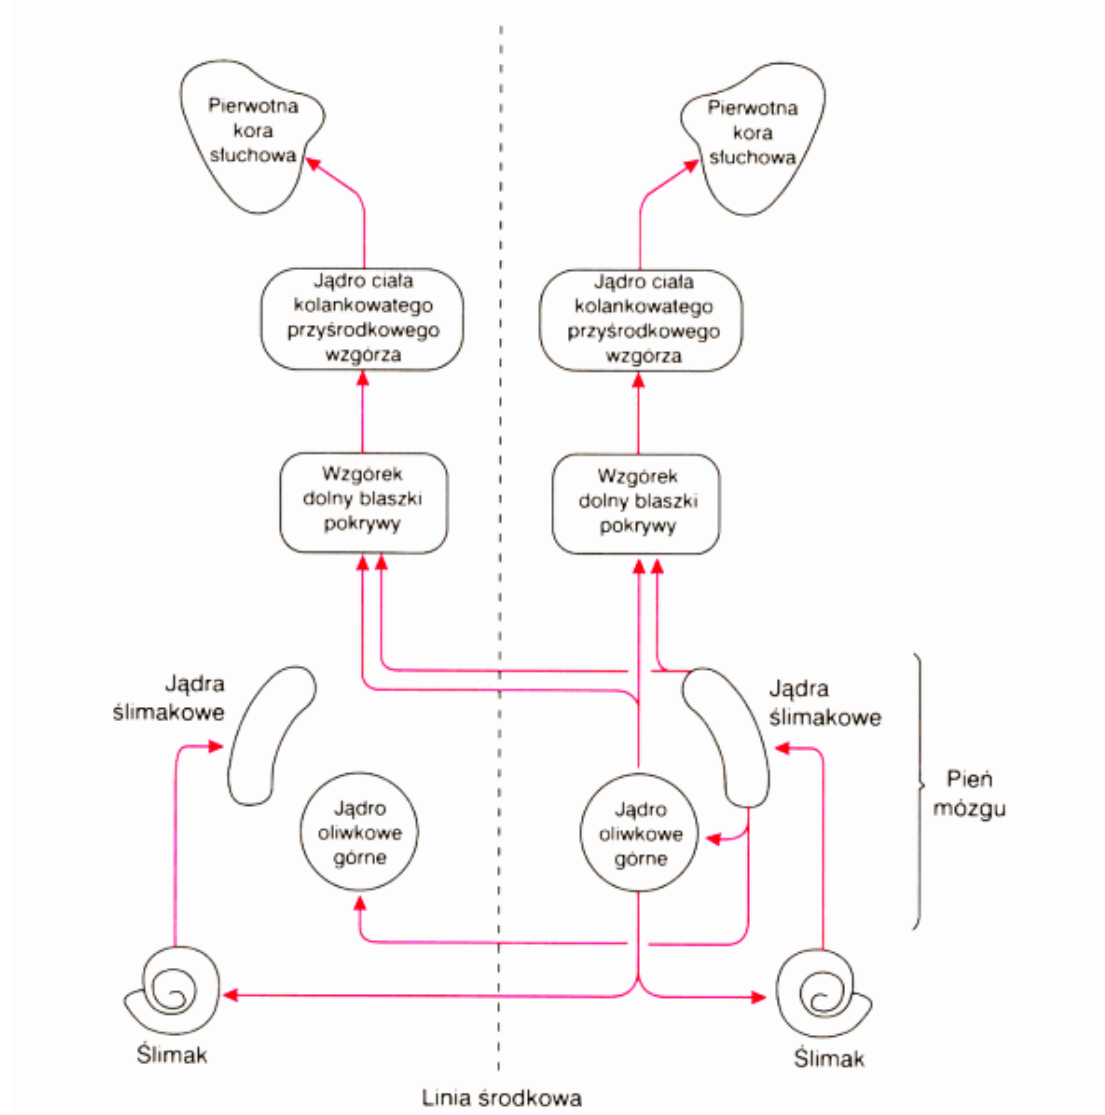 Pierwotna
kora
słuchowa
Pierwotna
kora
słuchowa
Jądro ciała
kolankowatego
przyśrodkowego
wzgórza
Jądro ciała
kolankowatego
przyśrodkowego
wzgórza
Wzgórek
dolny blaszki
pokrywy
Wzgórek
dolny blaszki
pokrywy
Jądra
ślimakowe
Jądra
ślimakowe
Jądro
oliwkowe
górne
Jądro
oliwkowe
górne
Pień
mózgu
Ślimak
Ślimak
Linia środkowa